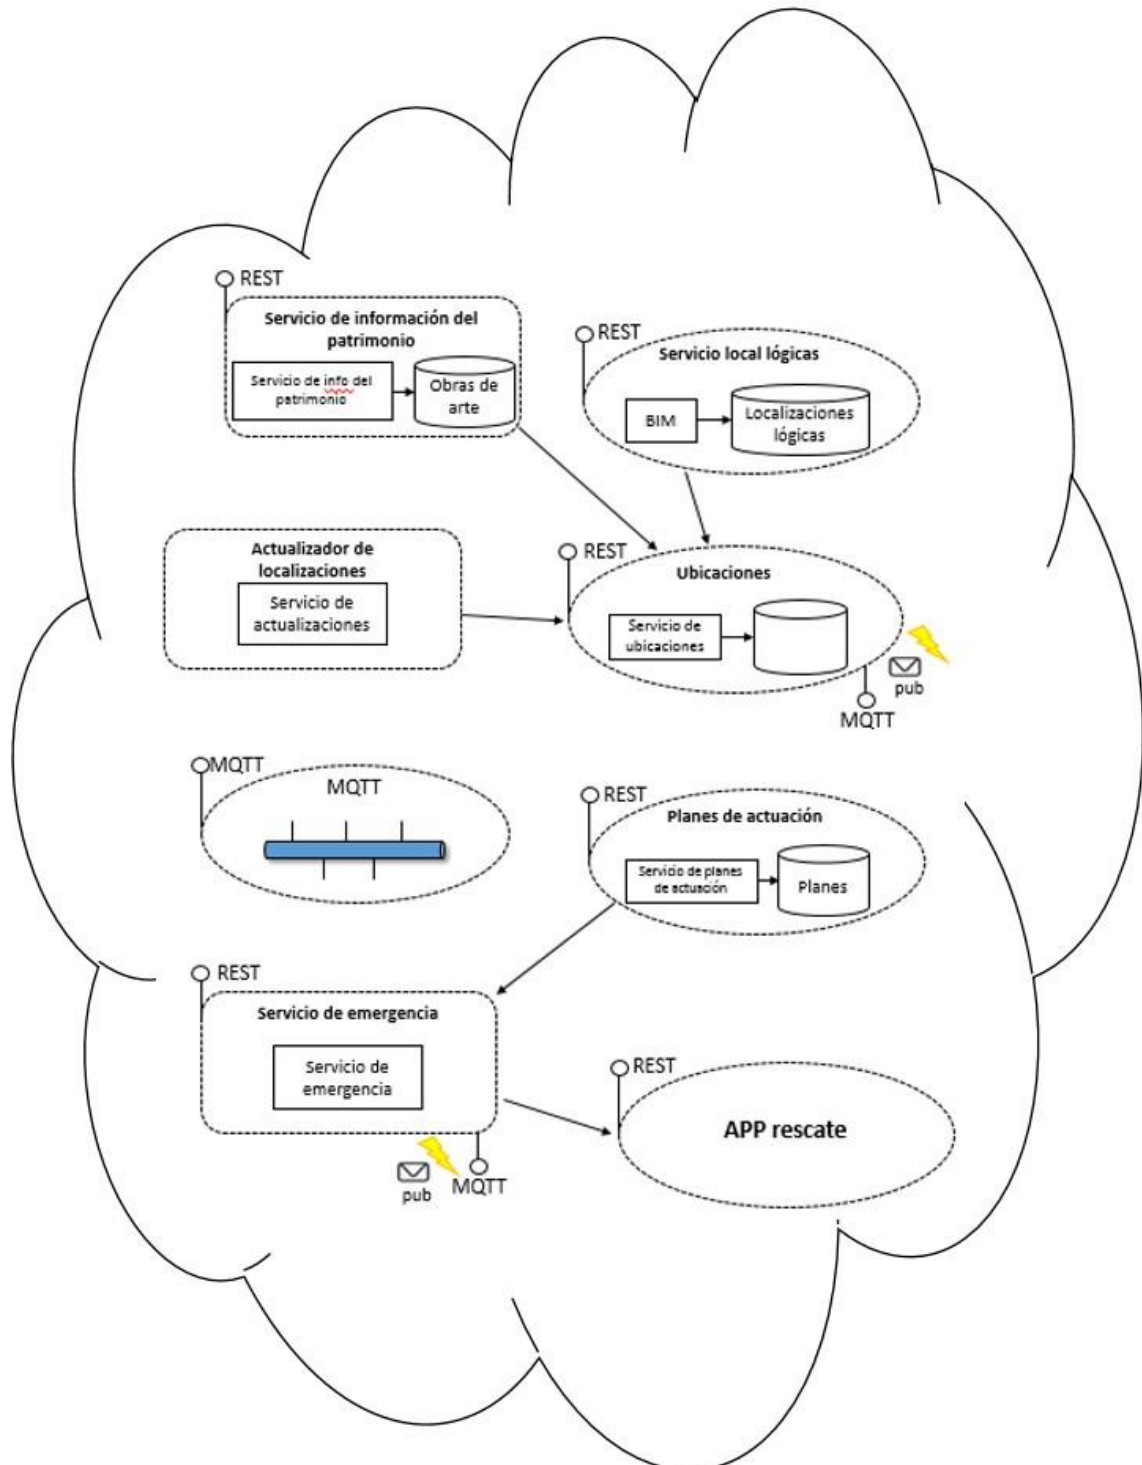 REST
Servicio de información del
patrimonio
Servicio de info del
patrimonio
Obras de
arte
REST
Servicio local lógicas
BIM
Localizaciones
lógicas
Actualizador de
localizaciones
Servicio de
actualizaciones
REST
Ubicaciones
Servicio de
ubicaciones
pub
MQTT
MQTT
MQTT
REST
Planes de actuación
Servicio de planes
de actuación
Planes
REST
Servicio de emergencia
Servicio de
emergencia
pub
MQTT
REST
APP rescate